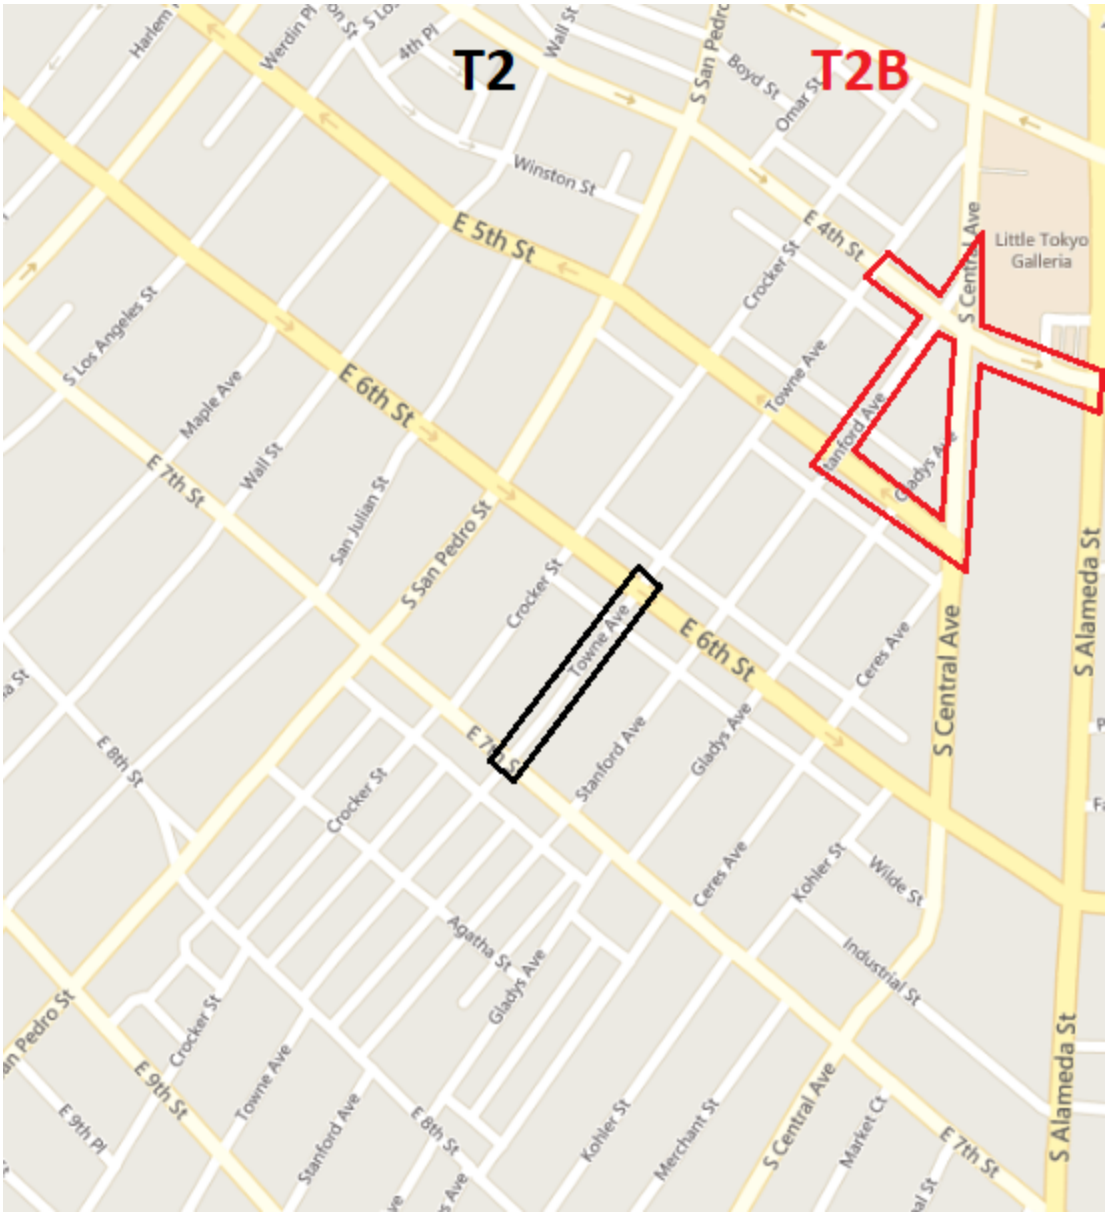 Harlem
Werdin Pl
S Los
4th Pl
T2
Wall St
S San Pedro
Boyd St
T2B
Omar St
Winston St
E 5th St
E 4th St
S Central Ave
Little Tokyo
Galleria
Crocker St
S Los Angeles St
Maple Ave
E 6th St
Towne Ave
Stanford Ave
Gladys Ave
E 7th St
Wall St
San Julian St
S San Pedro St
Crocker St
Towne Ave
E 6th St
Ceres Ave
S Central Ave
S Alameda St
E 8th St
E 7th St
Stanford Ave
Gladys Ave
Crocker St
Ceres Ave
Kohler St
Wilde St
Agatha St
Gladys Ave
Industrial St
an Pedro St
Crocker St
E 9th St
Towne Ave
E 9th Pl
Stanford Ave
E 8th St
Kohler St
Merchant St
S Central Ave
Market Ct
E 7th St
S Alameda St